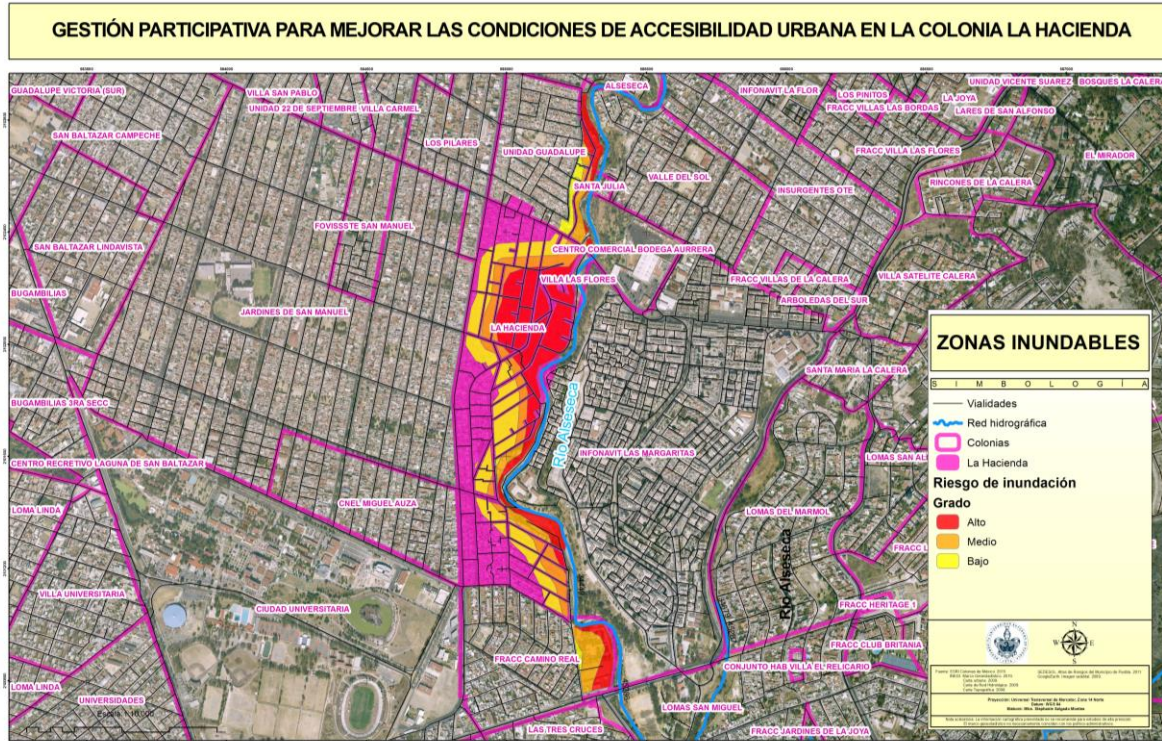 GESTIÓN PARTICIPATIVA PARA MEJORAR LAS CONDICIONES DE ACCESIBILIDAD URBANA EN LA COLONIA LA HACIENDA
GUADALUPE VICTORIA (SUR)
VILLA SAN PABLO
UNIDAD 22 DE SEPTIEMBRE
VILLA CARMEL
ALSESECA
INFONAVIT LA FLOR
LOS PINITOS
FRACC VILLAS LAS BORDAS
UNIDAD VICENTE SUAREZ
BOSQUES LA CALERA
LA JOYA
LARES DE SAN ALFONSO
SAN BALTAZAR CAMPECHE
LOS PILARES
UNIDAD GUADALUPE
FRACC VILLA LAS FLORES
EL MIRADOR
SANTA JULIA
VALLE DEL SOL
INSURGENTES OTE
RINCONES DE LA CALERA
FOVISSSTE SAN MANUEL
SAN BALTAZAR LINDAVISTA
CENTRO COMERCIAL BODEGA AURRERA
VILLA LAS FLORES
FRACC VILLAS DE LA CALERA
VILLA SATELITE CALERA
BUGAMBILIAS
JARDINES DE SAN MANUEL
LA HACIENDA
ARBOLEDAS DEL SUR
SANTA MARIA LA CALERA
BUGAMBILIAS 3RA SECC
Río Alseseca
INFONAVIT LAS MARGARITAS
CENTRO RECRETIVO LAGUNA DE SAN BALTAZAR
LOMA LINDA
CNEL MIGUEL AUZA
LOMAS DEL MARMOL
LOMAS SAN AL
FRACC L
Río Alseseca
VILLA UNIVERSITARIA
CIUDAD UNIVERSITARIA
FRACC HERITAGE 1
FRACC CLUB BRITANIA
FRACC CAMINO REAL
CONJUNTO HAB VILLA EL RELICARIO
LOMA LINDA
UNIVERSIDADES
LOMAS SAN MIGUEL
LAS TRES CRUCES
FRACC JARDINES DE LA JOYA
Escala 1:10,000
ZONAS INUNDABLES
SIMBOLOGÍA
Vialidades
Red hidrográfica
Colonias
La Hacienda
Riesgo de inundación
Grado
Alto
Medio
Bajo
N
W E
S